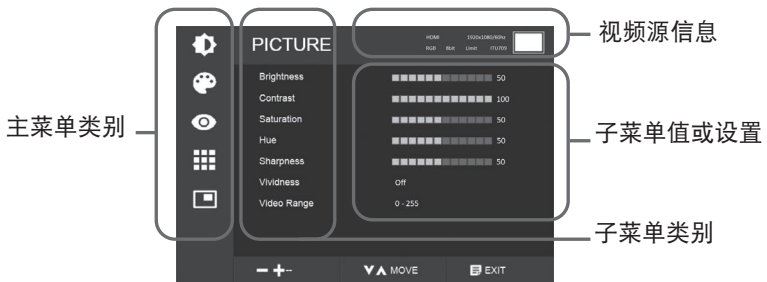 主菜单类别
PICTURE
HDMI 1920x1080/60hz
RGB 8bit Limit ITU709
视频源信息
Brightness 50
Contrast 100
Saturation 50
Hue 50
Sharpness 50
Vividness Off
Video Range 0 - 255
子菜单值或设置
子菜单类别
MOVE
EXIT